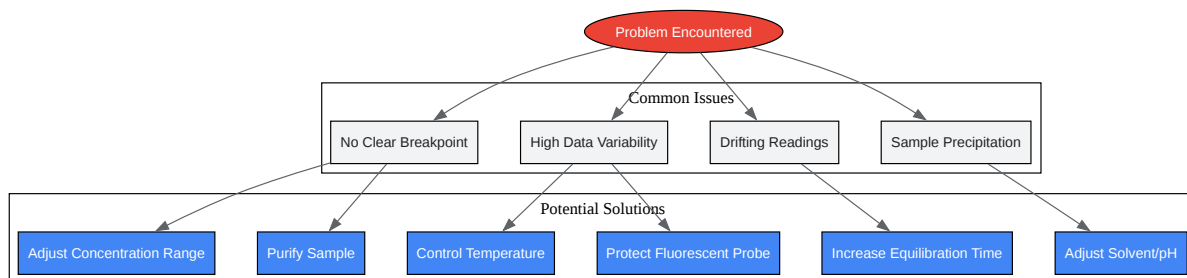 Problem Encountered
Common Issues
No Clear Breakpoint
High Data Variability
Drifting Readings
Sample Precipitation
Potential Solutions
Adjust Concentration Range
Purify Sample
Control Temperature
Protect Fluorescent Probe
Increase Equilibration Time
Adjust Solvent/pH